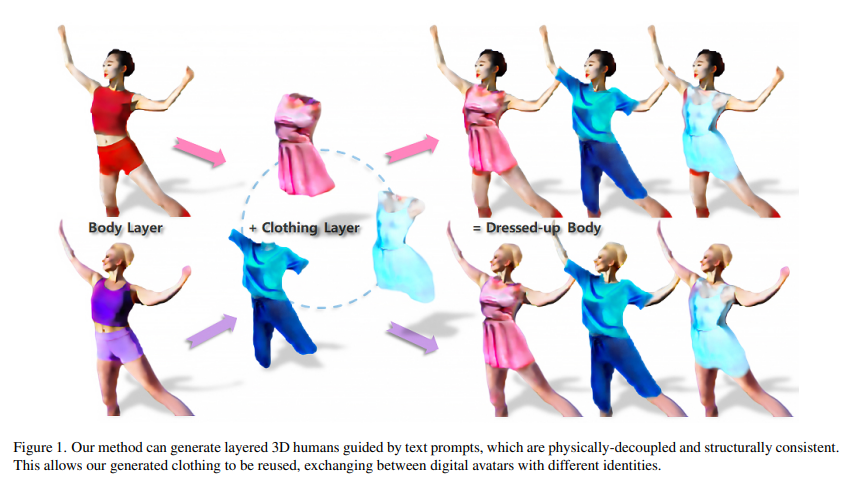 Body Layer
+ Clothing Layer
= Dressed-up Body
Figure 1. Our method can generate layered 3D humans guided by text prompts, which are physically-decoupled and structurally consistent.
This allows our generated clothing to be reused, exchanging between digital avatars with different identities.